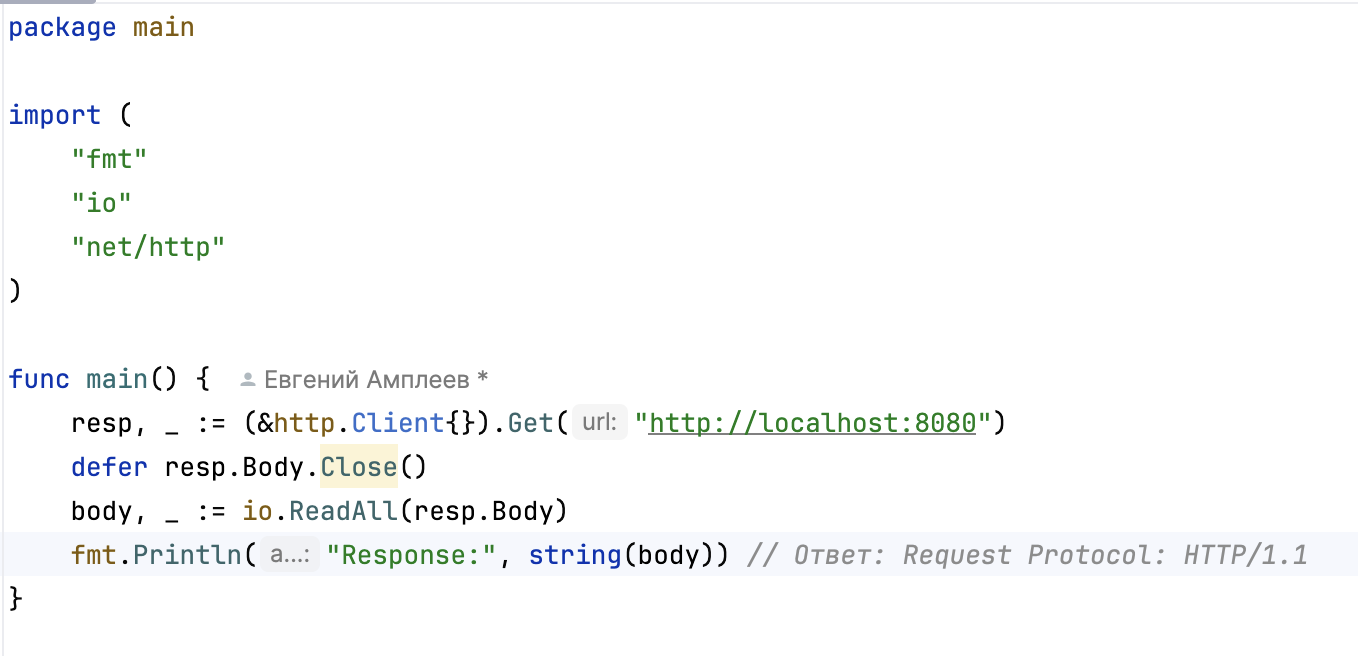 package main
import (
"fmt"
"io"
"net/http"
)
func main() { Евгений Амплеев *
resp, _ := (&http.Client{}).Get( url: "http://localhost:8080")
defer resp.Body.Close()
body, _ := io.ReadAll(resp.Body)
fmt.Println( a...: "Response:", string(body)) // Ответ: Request Protocol: HTTP/1.1
}